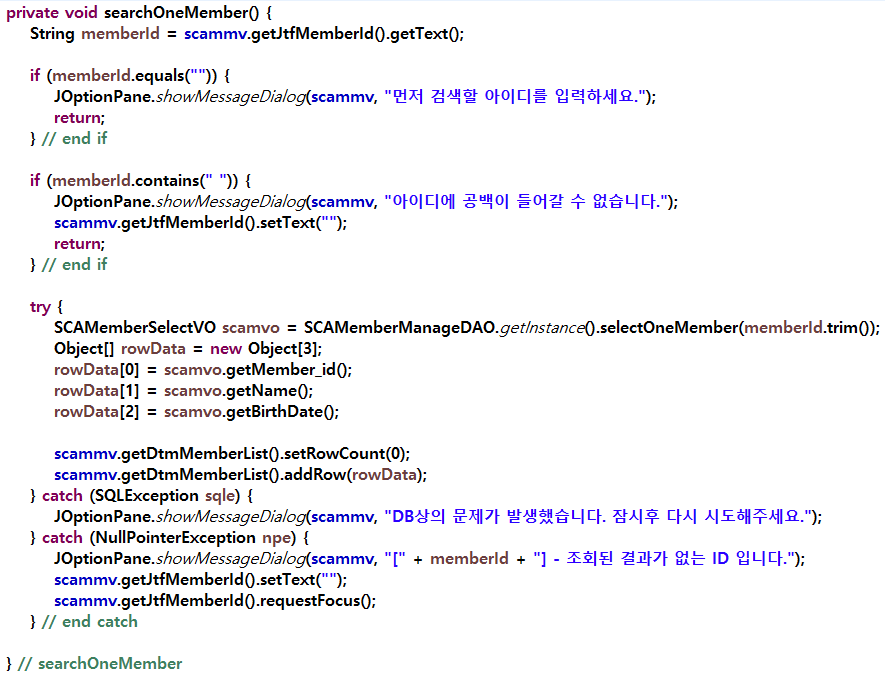 private void searchOneMember() {
String memberId = scammv.getJtfMemberId().getText();
if (memberId.equals("")) {
JOptionPane.showMessageDialog(scammv, "먼저 검색할 아이디를 입력하세요.");
return;
} // end if
if (memberId.contains(" ")) {
JOptionPane.showMessageDialog(scammv, "아이디에 공백이 들어갈 수 없습니다.");
scammv.getJtfMemberId().setText("");
return;
} // end if
try {
SCAMemberSelectVO scamvo = SCAMemberManageDAO.getInstance().selectOneMember(memberId.trim());
Object[] rowData = new Object[3];
rowData[0] = scamvo.getMember_id();
rowData[1] = scamvo.getName();
rowData[2] = scamvo.getBirthDate();
scammv.getDtmMemberList().setRowCount(0);
scammv.getDtmMemberList().addRow(rowData);
} catch (SQLException sqle) {
JOptionPane.showMessageDialog(scammv, "DB상의 문제가 발생했습니다. 잠시후 다시 시도해주세요.");
} catch (NullPointerException npe) {
JOptionPane.showMessageDialog(scammv, "[" + memberId + "] - 조회된 결과가 없는 ID 입니다.");
scammv.getJtfMemberId().setText("");
scammv.getJtfMemberId().requestFocus();
} // end catch
} // searchOneMember